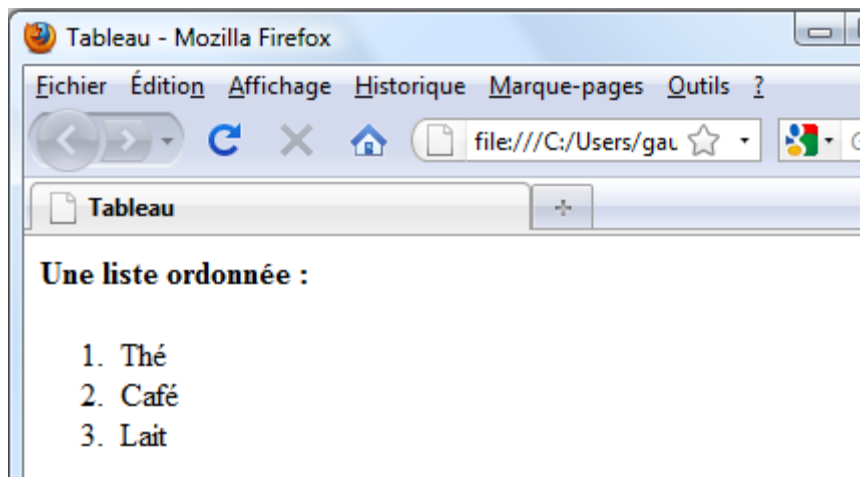 Tableau - Mozilla Firefox
Fichier Édition Affichage Historique Marque-pages Outils ?
file:///C:/Users/gau
Tableau
Une liste ordonnée :
1. Thé
2. Café
3. Lait